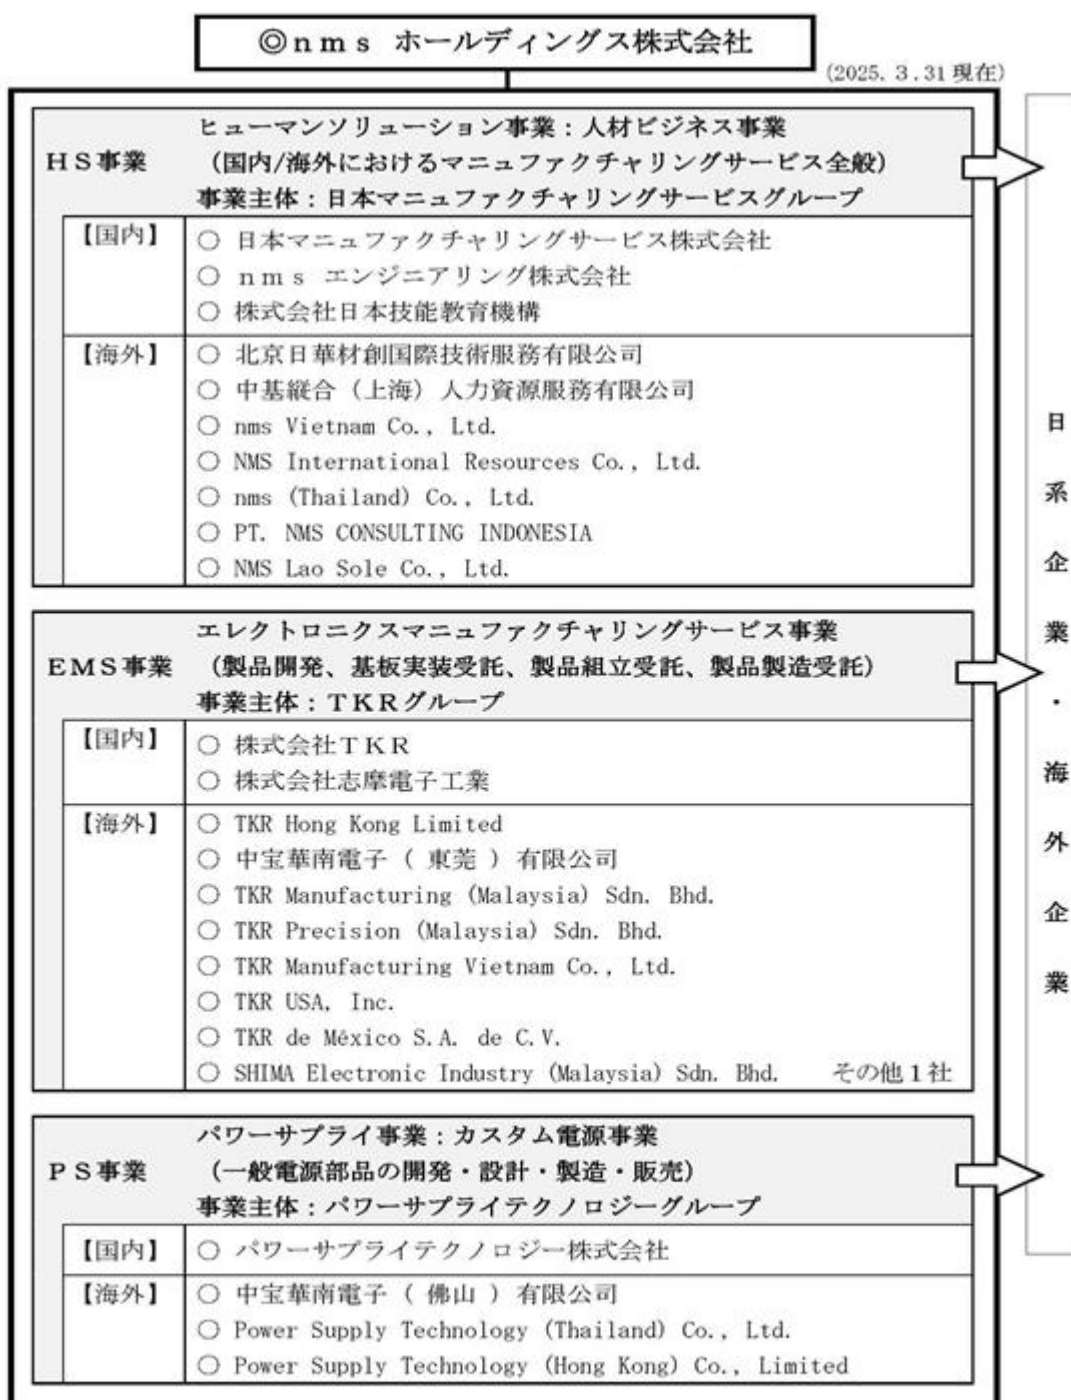 ◎ｎｍｓ ホールディングス株式会社
(2025. 3.31 現在)
ヒューマンソリューション事業：人材ビジネス事業
ＨＳ事業 （国内/海外におけるマニュファクチャリングサービス全般）
事業主体：日本マニュファクチャリングサービスグループ
【国内】 ○ 日本マニュファクチャリングサービス株式会社
○ ｎｍｓ エンジニアリング株式会社
○ 株式会社日本技能教育機構
【海外】 ○ 北京日華材創国際技術服務有限公司
○ 中基縦合（上海）人力資源服務有限公司
○ nms Vietnam Co., Ltd.
○ NMS International Resources Co., Ltd.
○ nms (Thailand) Co., Ltd.
○ PT. NMS CONSULTING INDONESIA
○ NMS Lao Sole Co., Ltd.
エレクトロニクスマニュファクチャリングサービス事業
ＥＭＳ事業 （製品開発、基板実装受託、製品組立受託、製品製造受託）
事業主体：ＴＫＲグループ
【国内】 ○ 株式会社ＴＫＲ
○ 株式会社志摩電子工業
【海外】 ○ TKR Hong Kong Limited
○ 中宝華南電子（ 東莞 ）有限公司
○ TKR Manufacturing (Malaysia) Sdn. Bhd.
○ TKR Precision (Malaysia) Sdn. Bhd.
○ TKR Manufacturing Vietnam Co., Ltd.
○ TKR USA, Inc.
○ TKR de México S.A. de C.V.
○ SHIMA Electronic Industry (Malaysia) Sdn. Bhd. その他１社
パワーサプライ事業：カスタム電源事業
ＰＳ事業 （一般電源部品の開発・設計・製造・販売）
事業主体：パワーサプライテクノロジーグループ
【国内】 ○ パワーサプライテクノロジー株式会社
【海外】 ○ 中宝華南電子（ 佛山 ）有限公司
○ Power Supply Technology (Thailand) Co., Ltd.
○ Power Supply Technology (Hong Kong) Co., Limited
日系企業・海外企業